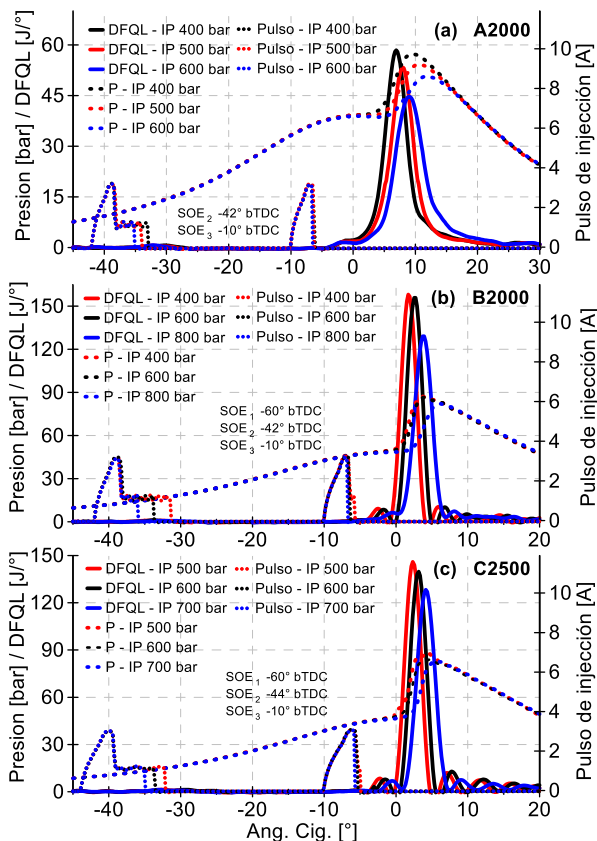 (a) A2000
DFQL - IP 400 bar
DFQL - IP 500 bar
DFQL - IP 600 bar
P - IP 400 bar
P - IP 500 bar
P - IP 600 bar
Pulso - IP 400 bar
Pulso - IP 500 bar
Pulso - IP 600 bar
SOE2 -42° bTDC
SOE3 -10° bTDC
Presion [bar] / DFQL [J/°]
60
45
30
15
0
Pulso de injección [A]
10
8
6
4
2
0
-40 -30 -20 -10 0 10 20 30
(b) B2000
DFQL - IP 400 bar
DFQL - IP 600 bar
DFQL - IP 800 bar
P - IP 400 bar
P - IP 600 bar
P - IP 800 bar
Pulso - IP 400 bar
Pulso - IP 600 bar
Pulso - IP 800 bar
SOE1 -60° bTDC
SOE2 -42° bTDC
SOE3 -10° bTDC
Presion [bar] / DFQL [J/°]
150
120
90
60
30
0
Pulso de injección [A]
10
8
6
4
2
0
-40 -30 -20 -10 0 10 20
(c) C2500
DFQL - IP 500 bar
DFQL - IP 600 bar
DFQL - IP 700 bar
P - IP 500 bar
P - IP 600 bar
P - IP 700 bar
Pulso - IP 500 bar
Pulso - IP 600 bar
Pulso - IP 700 bar
SOE1 -60° bTDC
SOE2 -44° bTDC
SOE3 -10° bTDC
Presion [bar] / DFQL [J/°]
150
120
90
60
30
0
Pulso de injección [A]
10
8
6
4
2
0
-40 -30 -20 -10 0 10 20
Ang. Cig. [°]